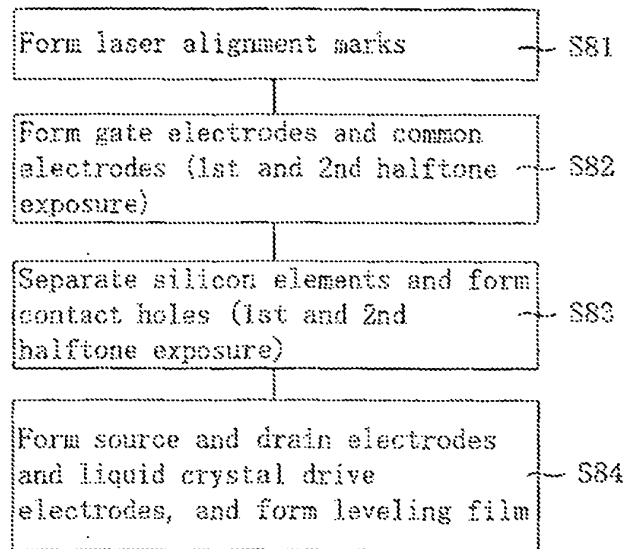 Form laser alignment marks
S81
Form gate electrodes and common
electrodes (1st and 2nd halftone
exposure)
S82
Separate silicon elements and form
contact holes (1st and 2nd
halftone exposure)
S83
Form source and drain electrodes
and liquid crystal drive
electrodes, and form leveling film
S84